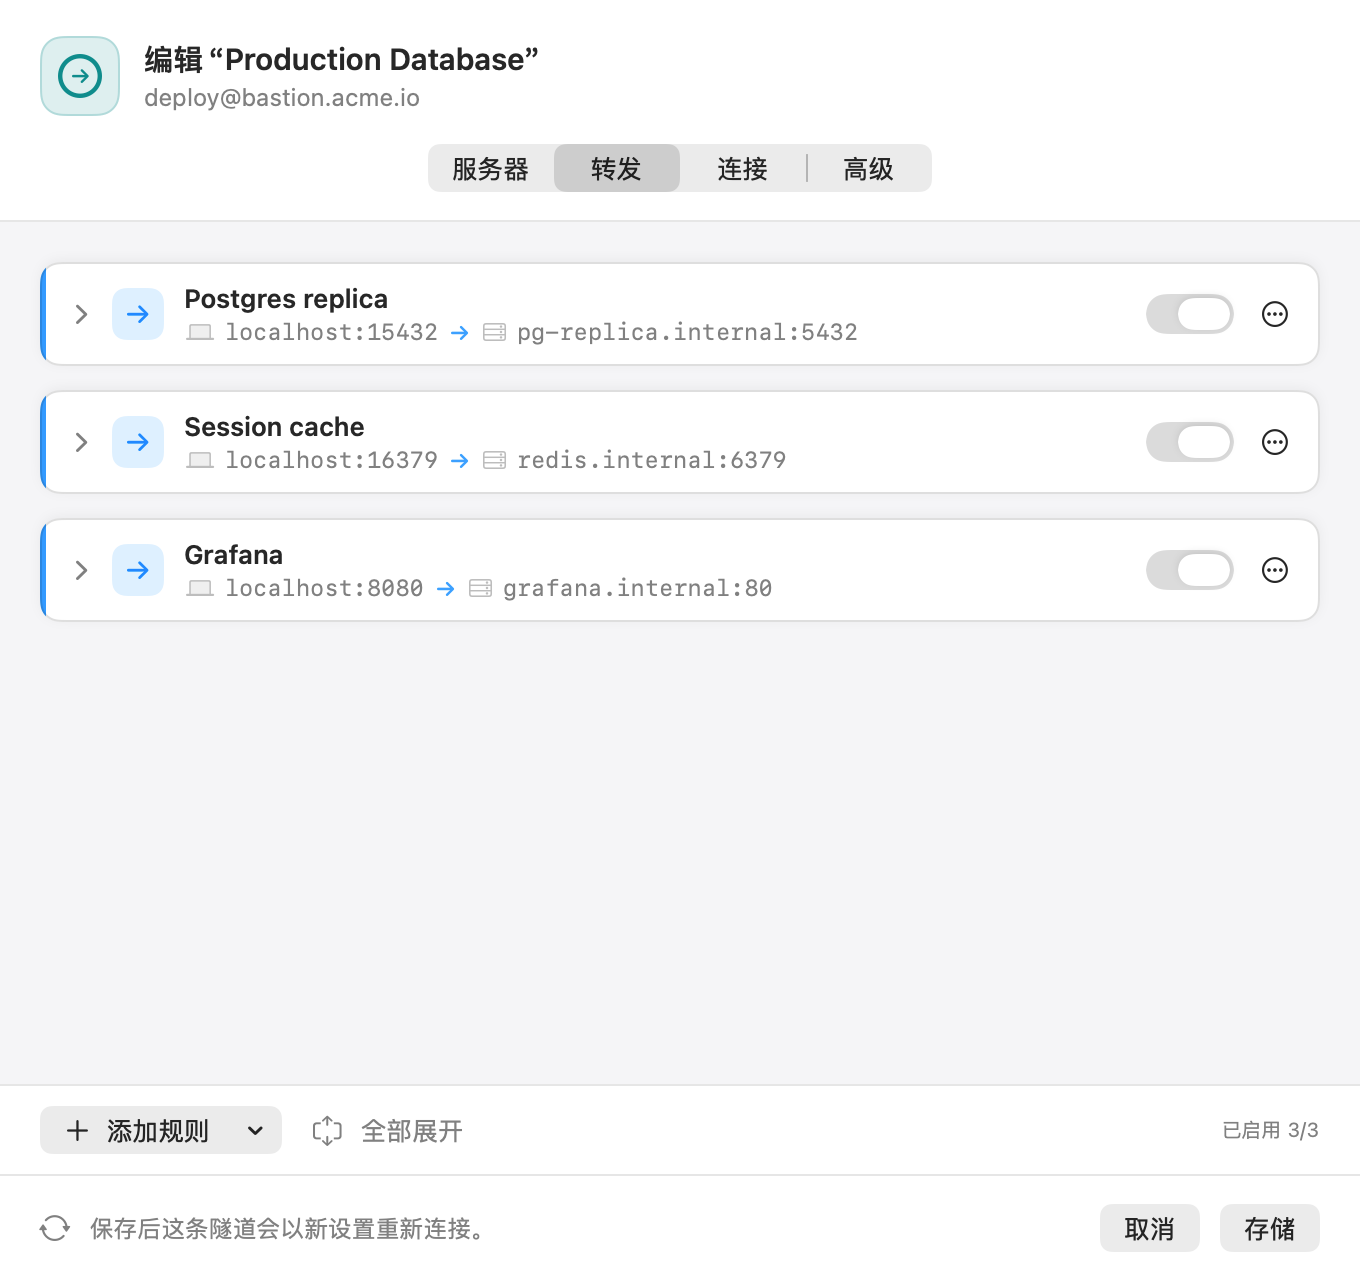 编辑 “Production Database”
deploy@bastion.acme.io
服务器 转发 连接 高级
Postgres replica
localhost:15432 → pg-replica.internal:5432
Session cache
localhost:16379 → redis.internal:6379
Grafana
localhost:8080 → grafana.internal:80
添加规则 全部展开 已启用 3/3
保存后这条隧道会以新设置重新连接。 取消 存储